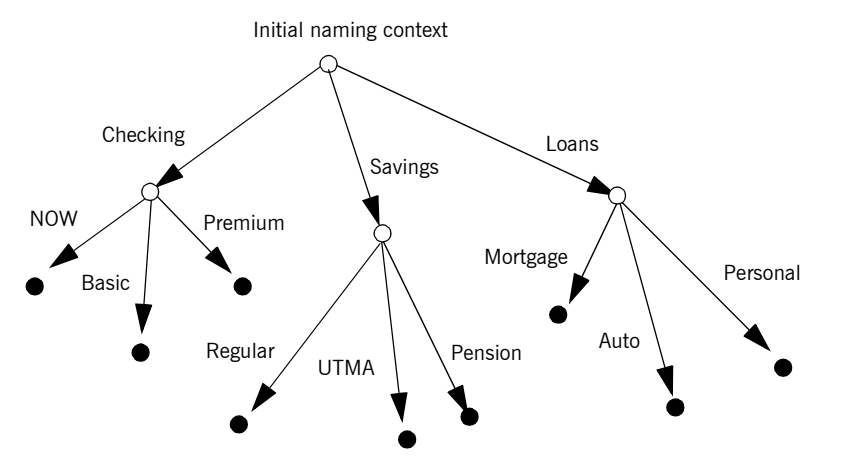 Initial naming context
Checking
Savings
Loans
NOW
Basic
Premium
Regular
UTMA
Pension
Mortgage
Auto
Personal